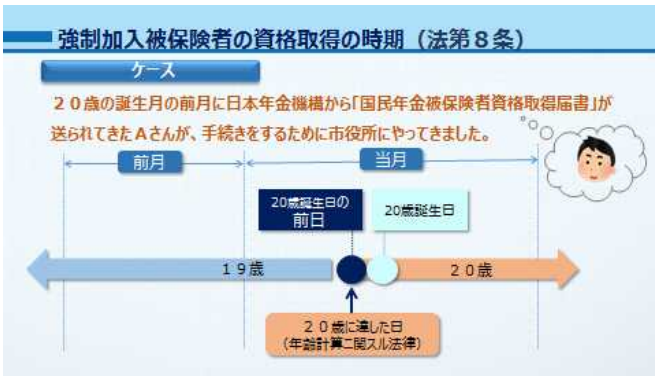 強制加入被保険者の資格取得の時期（法第８条）
ケース
２０歳の誕生月の前月に日本年金機構から「国民年金被保険者資格取得届書」が
送られてきたＡさんが、手続きをするために市役所にやってきました。
前月
当月
20歳誕生日の
前日
20歳誕生日
１９歳
２０歳
２０歳に達した日
（年齢計算ニ関スル法律）